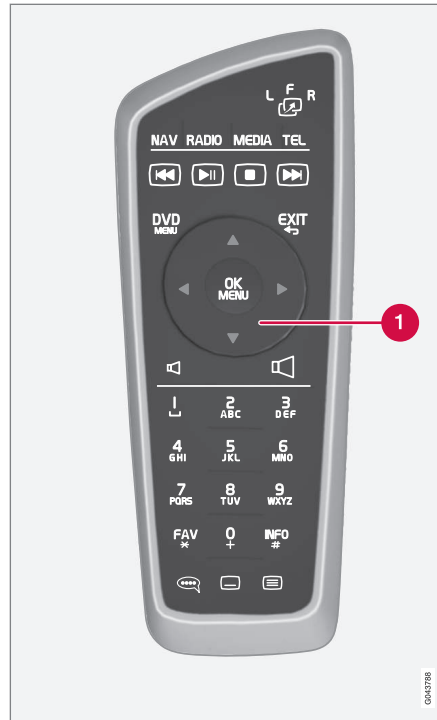 L F R
NAV RADIO MEDIA TEL
DVD MENU EXIT
OK MENU
1
1 2 ABC 3 DEF
4 GHI 5 JKL 6 MNO
7 PQRS 8 TUV 9 WXYZ
FAV * 0 + INFO #
G043788